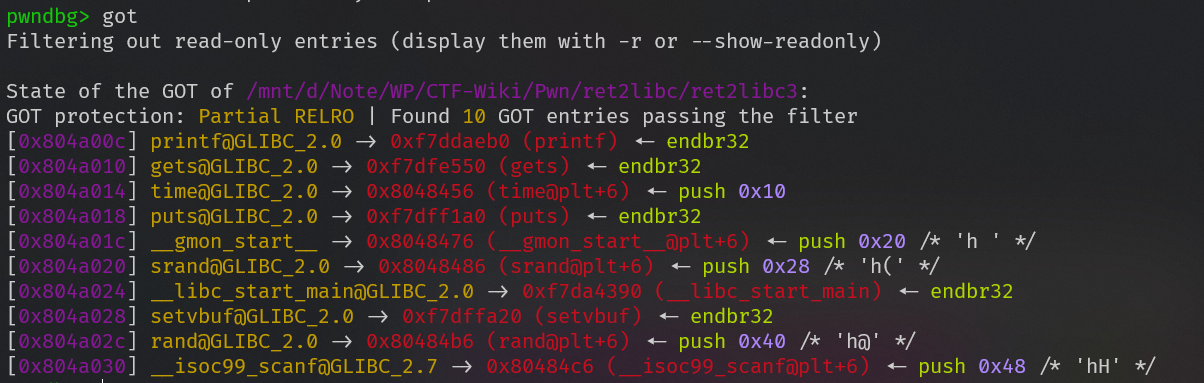 pwndbg> got
Filtering out read-only entries (display them with -r or --show-readonly)
State of the GOT of /mnt/d/Note/WP/CTF-Wiki/Pwn/ret2libc/ret2libc3:
GOT protection: Partial RELRO | Found 10 GOT entries passing the filter
[0x804a00c] printf@GLIBC_2.0 → 0xf7ddaeb0 (printf) ← endbr32
[0x804a010] gets@GLIBC_2.0 → 0xf7dfe550 (gets) ← endbr32
[0x804a014] time@GLIBC_2.0 → 0x8048456 (time@plt+6) ← push 0x10
[0x804a018] puts@GLIBC_2.0 → 0xf7dff1a0 (puts) ← endbr32
[0x804a01c] __gmon_start__ → 0x8048476 (__gmon_start__@plt+6) ← push 0x20 /* 'h ' */
[0x804a020] srand@GLIBC_2.0 → 0x8048486 (srand@plt+6) ← push 0x28 /* 'h(' */
[0x804a024] __libc_start_main@GLIBC_2.0 → 0xf7da4390 (__libc_start_main) ← endbr32
[0x804a028] setvbuf@GLIBC_2.0 → 0xf7dffa20 (setvbuf) ← endbr32
[0x804a02c] rand@GLIBC_2.0 → 0x80484b6 (rand@plt+6) ← push 0x40 /* 'h@' */
[0x804a030] __isoc99_scanf@GLIBC_2.7 → 0x80484c6 (__isoc99_scanf@plt+6) ← push 0x48 /* 'hH' */